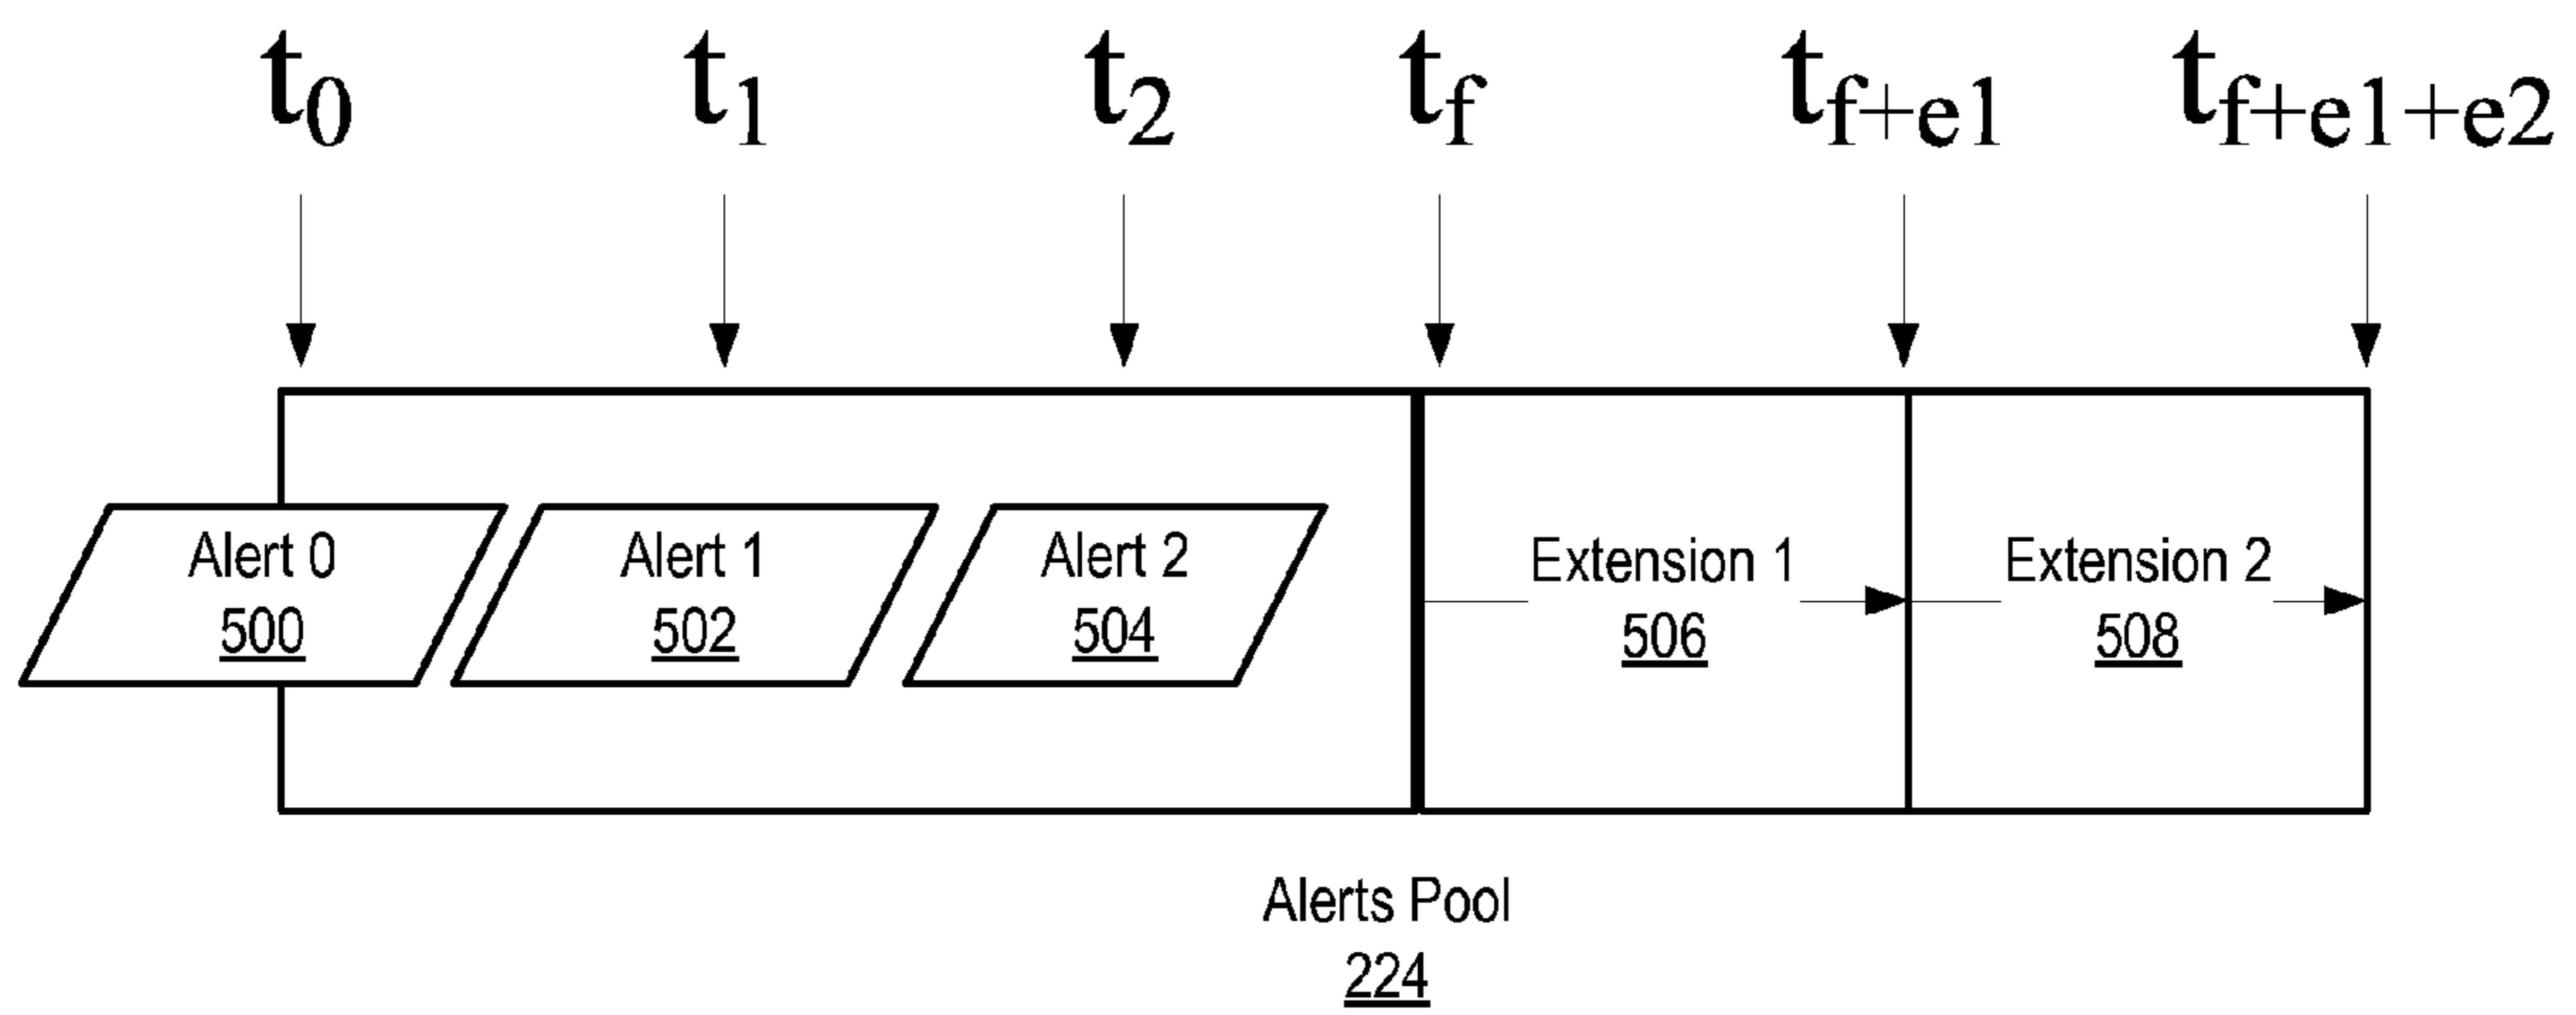 t0 t1 t2 tf tf+e1 tf+e1+e2
Alert 0
500
Alert 1
502
Alert 2
504
Extension 1
506
Extension 2
508
Alerts Pool
224